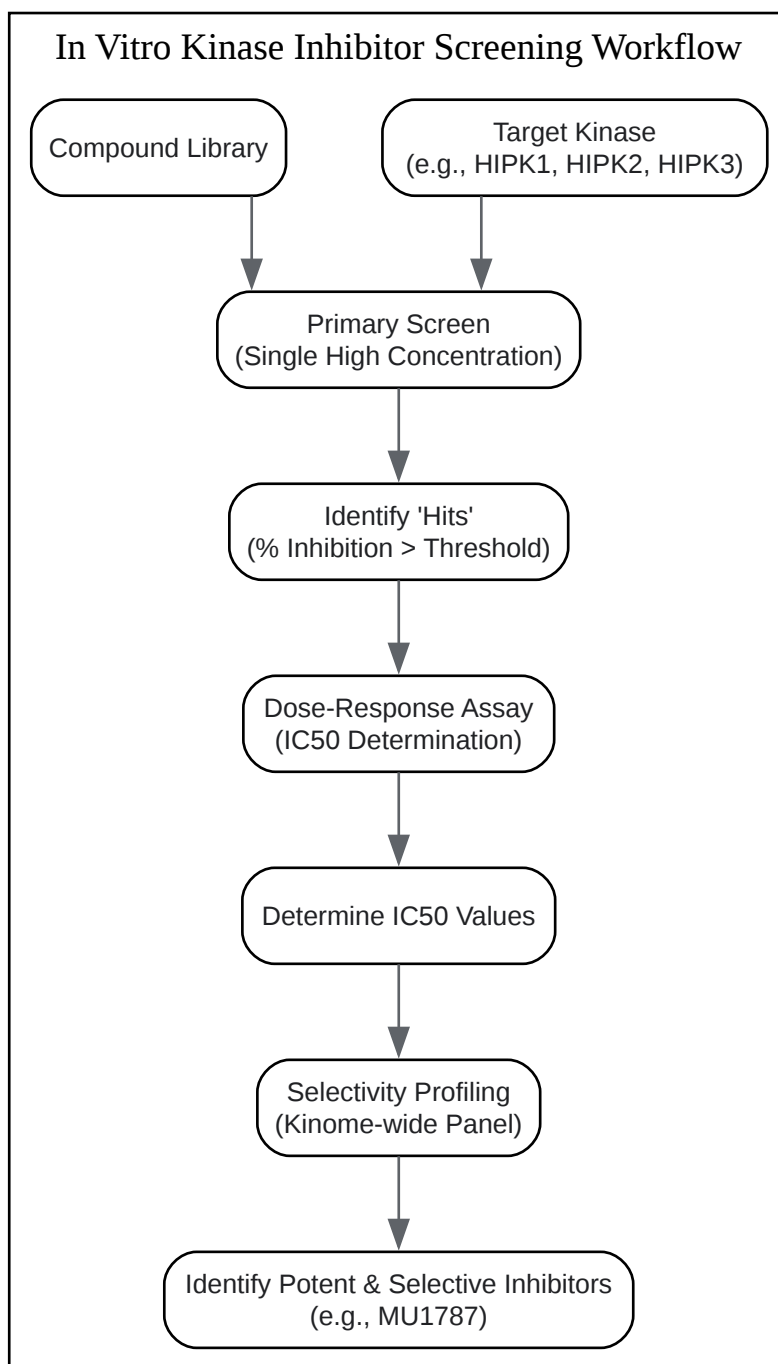 In Vitro Kinase Inhibitor Screening Workflow
Compound Library
Target Kinase
(e.g., HIPK1, HIPK2, HIPK3)
Primary Screen
(Single High Concentration)
Identify 'Hits'
(% Inhibition > Threshold)
Dose-Response Assay
(IC50 Determination)
Determine IC50 Values
Selectivity Profiling
(Kinome-wide Panel)
Identify Potent & Selective Inhibitors
(e.g., MU1787)